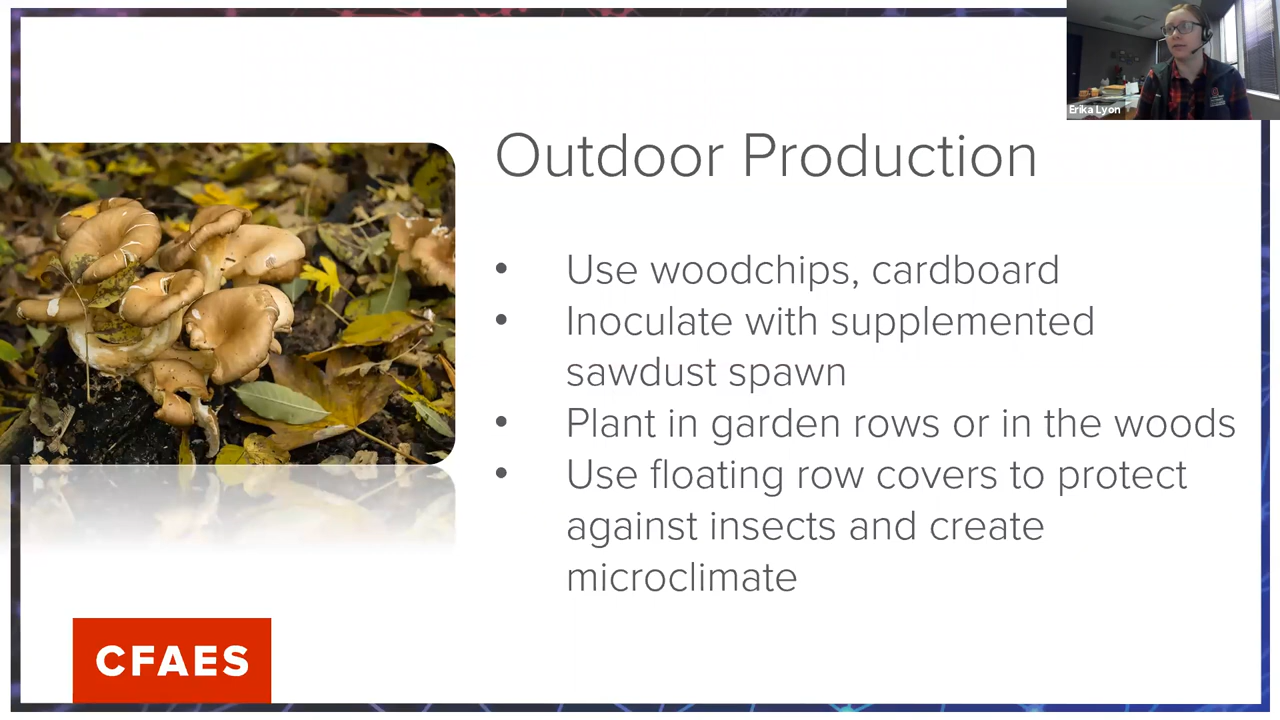 Erika Lyon
Outdoor Production
• Use woodchips, cardboard
• Inoculate with supplemented
sawdust spawn
• Plant in garden rows or in the woods
• Use floating row covers to protect
against insects and create
microclimate
CFAES